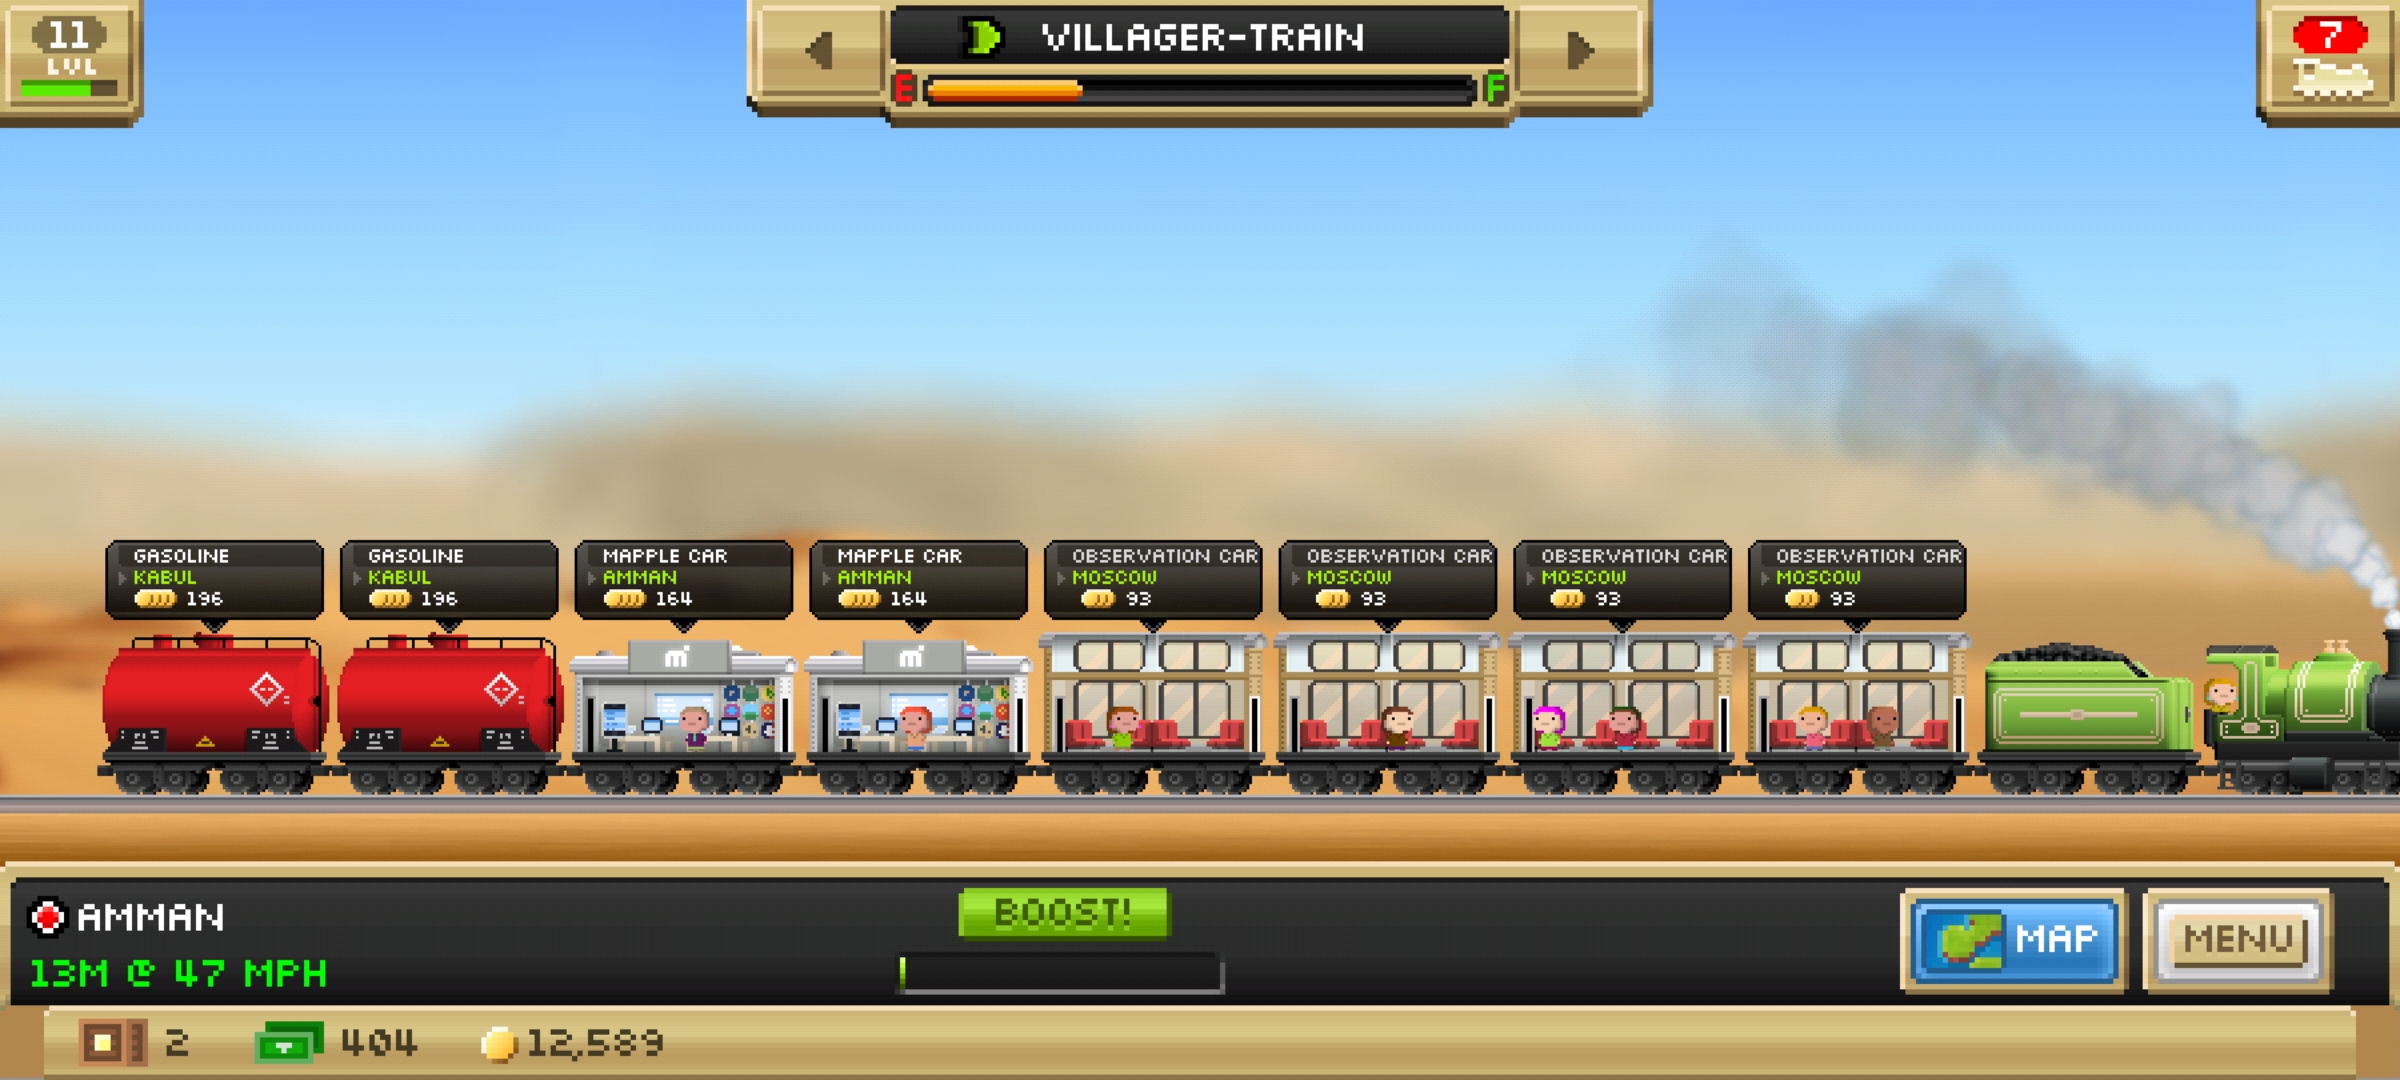 11
LVL
VILLAGER-TRAIN
E
F
7
GASOLINE
KABUL
196
GASOLINE
KABUL
196
MAPPLE CAR
AMMAN
164
MAPPLE CAR
AMMAN
164
OBSERVATION CAR
MOSCOW
93
OBSERVATION CAR
MOSCOW
93
OBSERVATION CAR
MOSCOW
93
OBSERVATION CAR
MOSCOW
93
m
m
AMMAN
13M @ 47 MPH
BOOST!
MAP
MENU
2
404
12,589